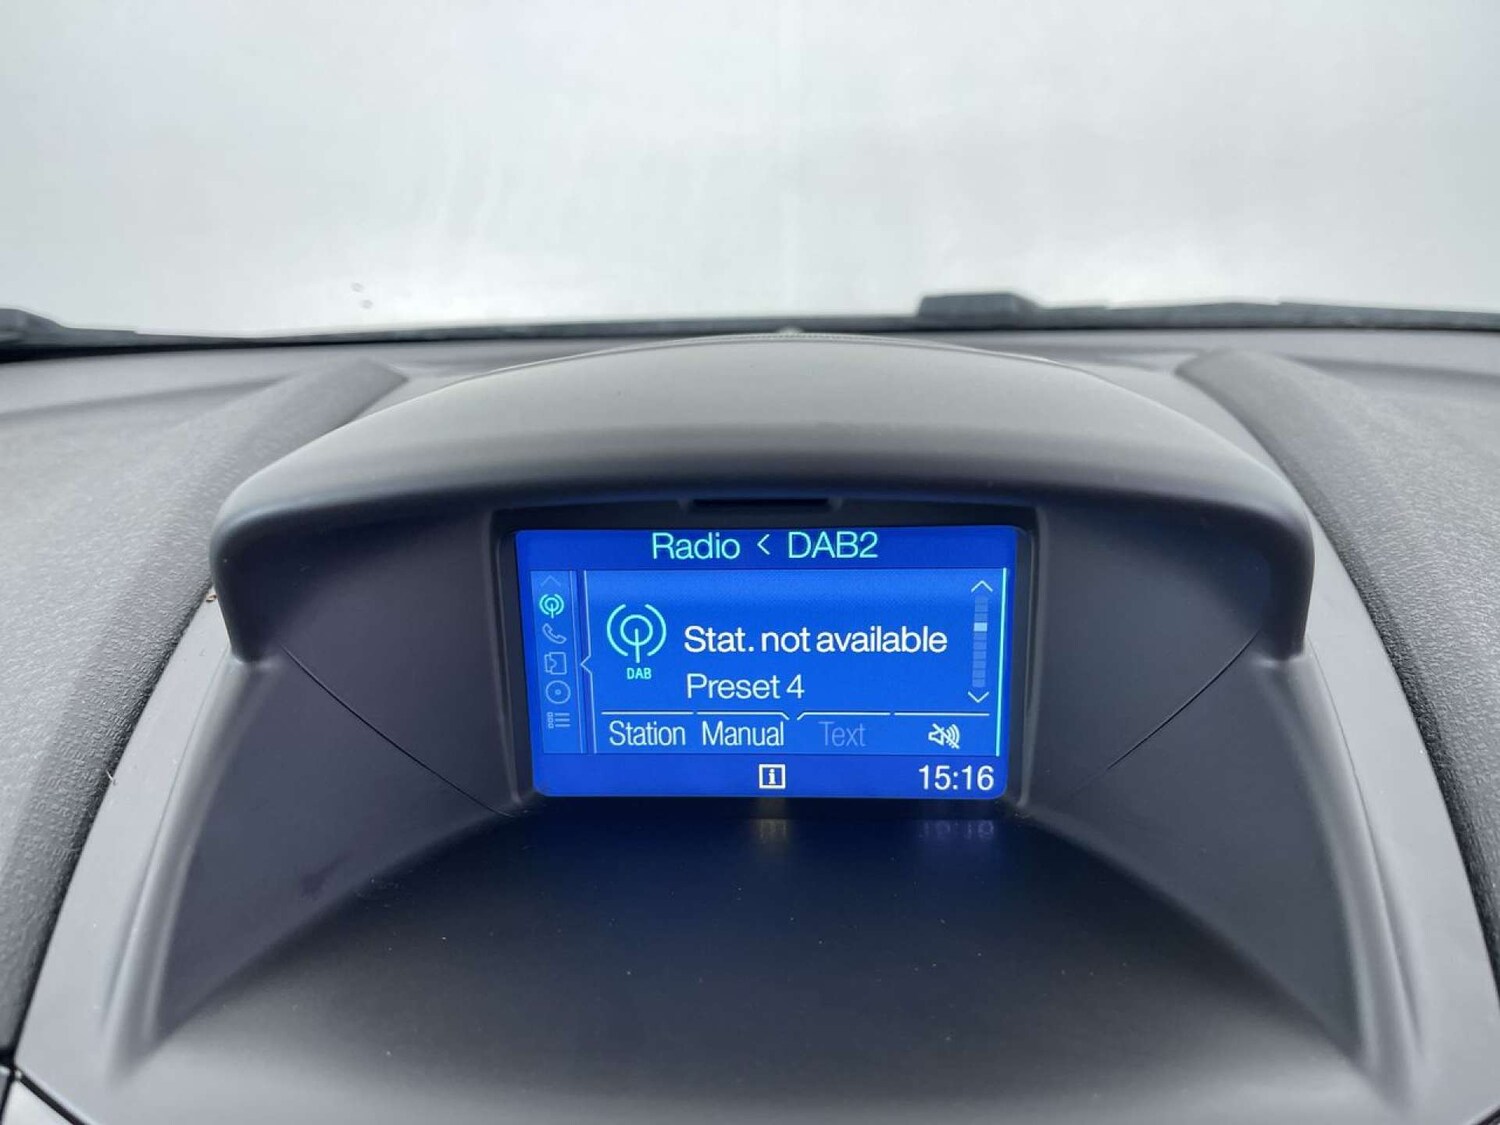 Radio < DAB2
DAB
Stat. not available
Preset 4
Station Manual Text
i 15:16